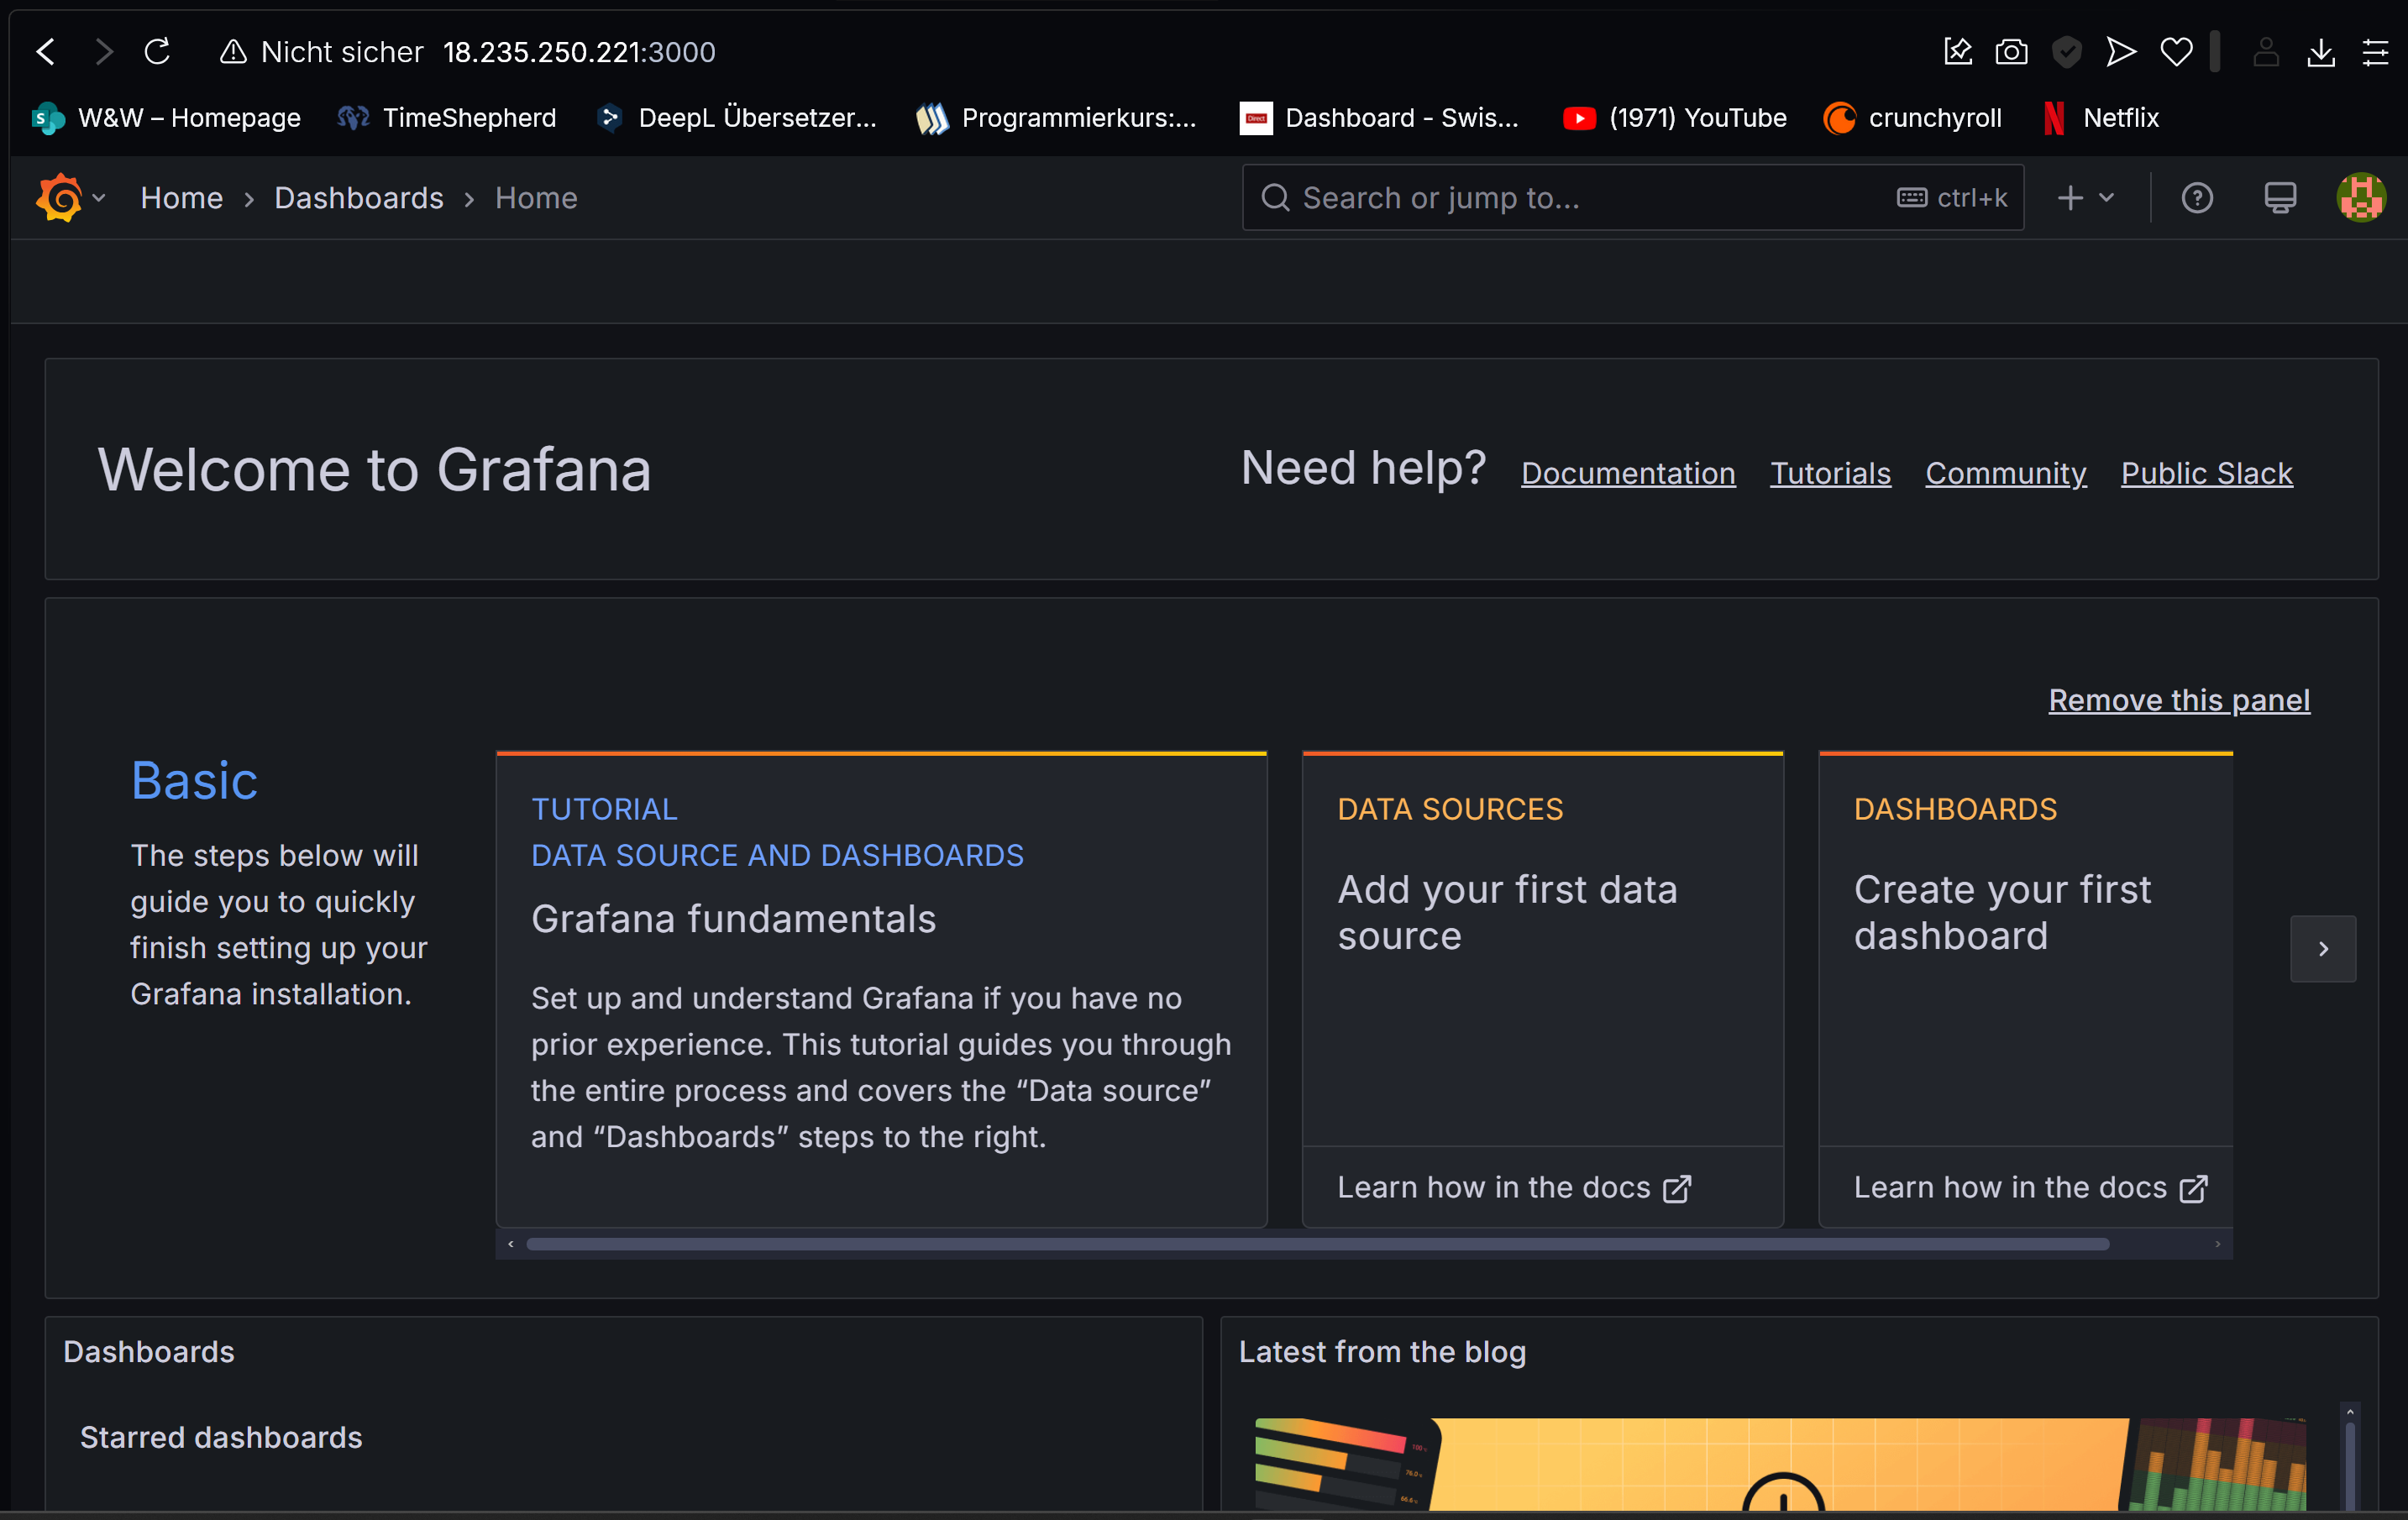 Nicht sicher 18.235.250.221:3000
W&W – Homepage TimeShepherd DeepL Übersetzer... Programmierkurs:... Dashboard - Swis... (1971) YouTube crunchyroll Netflix
Home > Dashboards > Home Search or jump to... ctrl+k
Welcome to Grafana
Need help? Documentation Tutorials Community Public Slack
Remove this panel
Basic
The steps below will
guide you to quickly
finish setting up your
Grafana installation.
TUTORIAL
DATA SOURCE AND DASHBOARDS
Grafana fundamentals
Set up and understand Grafana if you have no
prior experience. This tutorial guides you through
the entire process and covers the “Data source”
and “Dashboards” steps to the right.
DATA SOURCES
Add your first data
source
Learn how in the docs
DASHBOARDS
Create your first
dashboard
Learn how in the docs
Dashboards
Starred dashboards
Latest from the blog